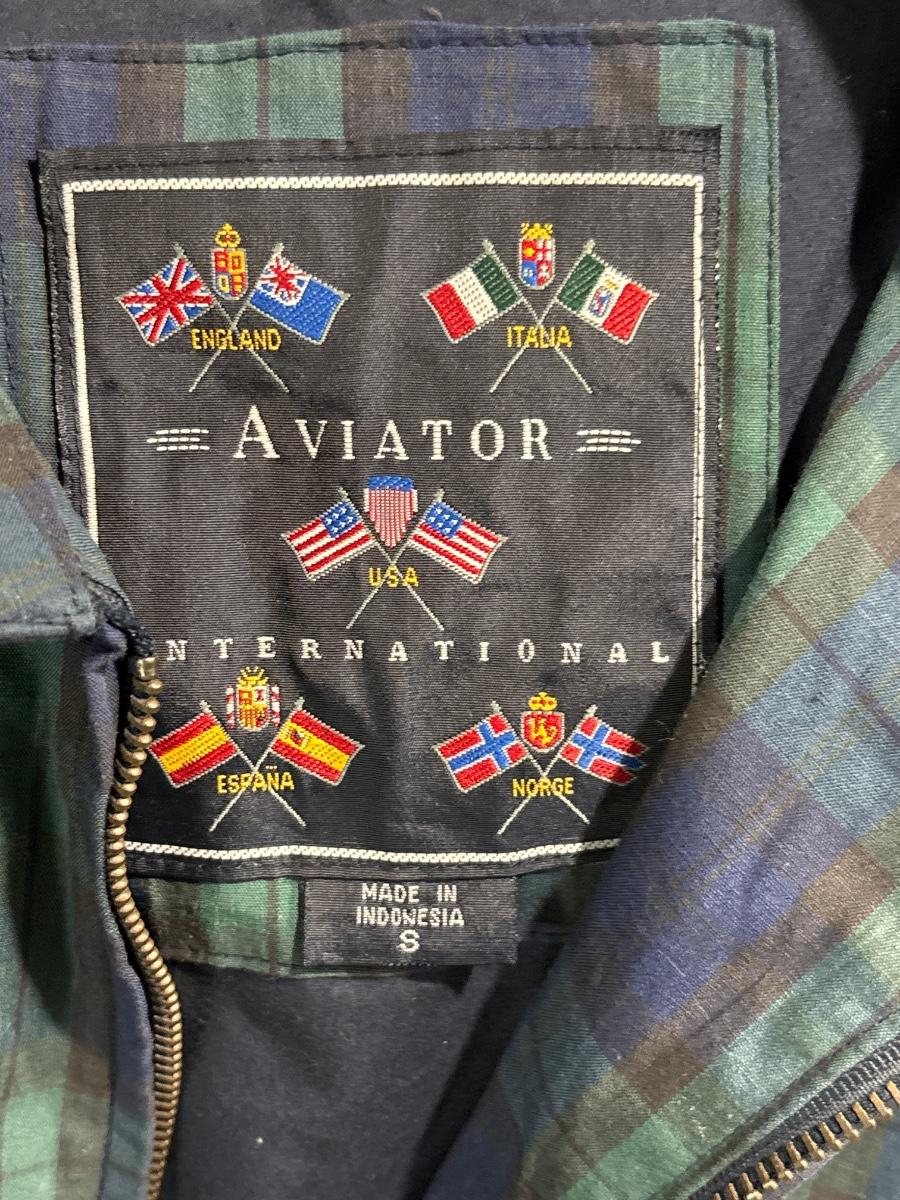 ENGLAND ITALIA
AVIATOR
USA
INTERNATIONAL
ESPAÑA NORGE
MADE IN
INDONESIA
S